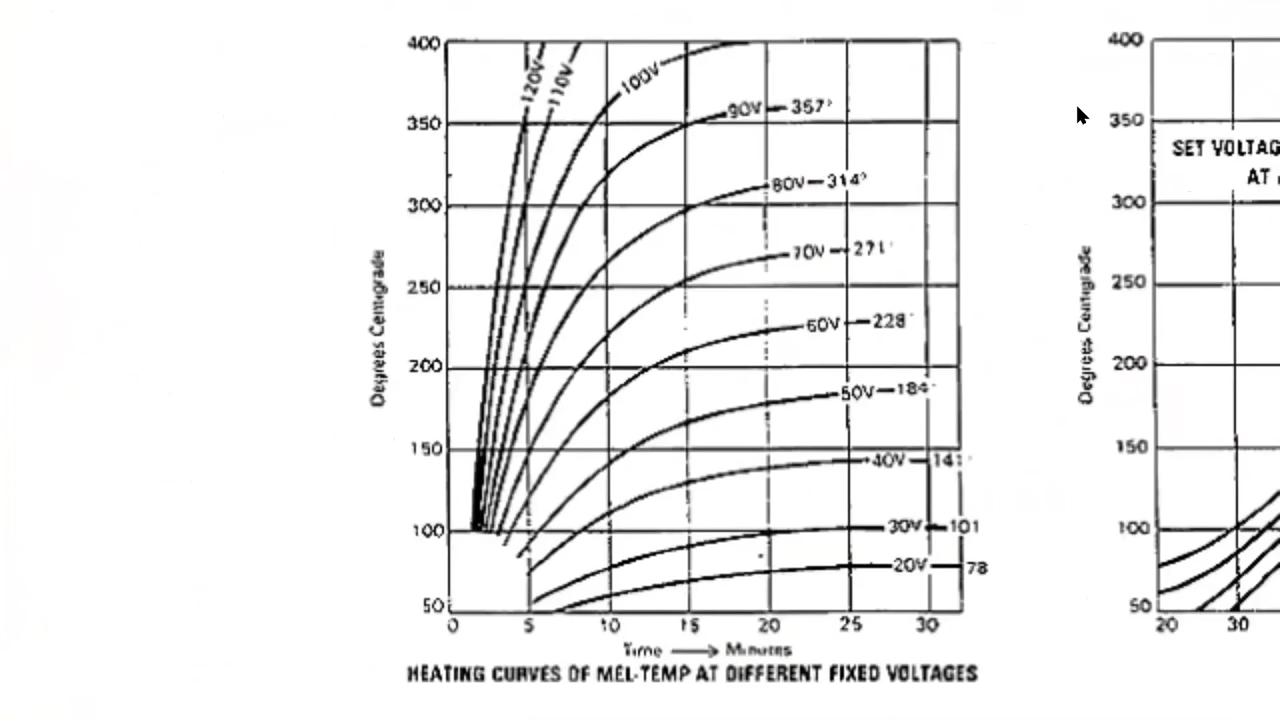 400
350
300
250
200
150
100
50
Degrees Centigrade
120V
110V
100V
90V—357°
80V—314°
70V—271°
60V—228°
50V—184°
40V—141°
30V—101
20V—78
0 5 10 15 20 25 30
Time → Minutes
HEATING CURVES OF MEL-TEMP AT DIFFERENT FIXED VOLTAGES
400
350
300
250
200
150
100
50
Degrees Centigrade
SET VOLTAG
AT
20 30